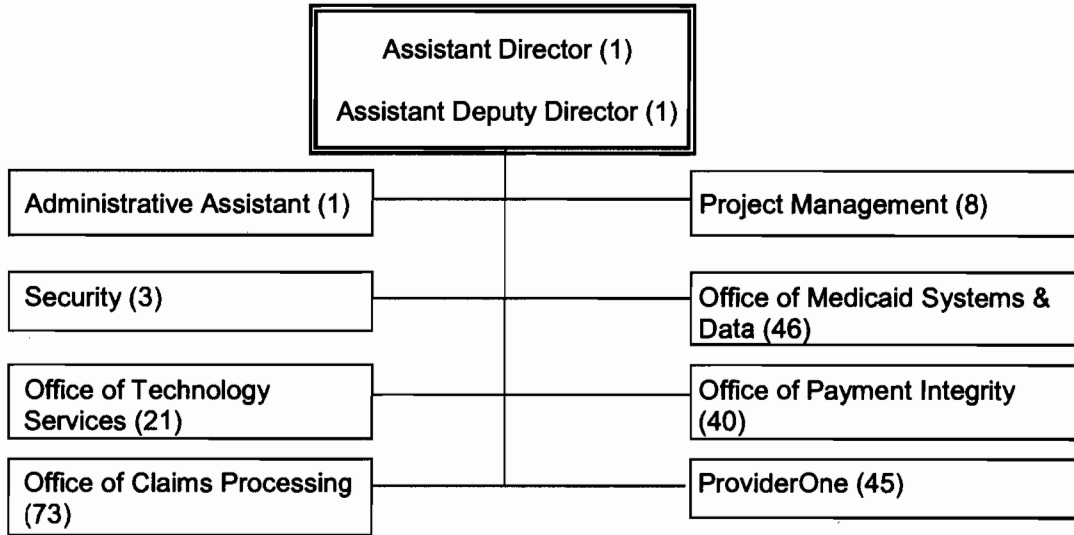 Assistant Director (1)
Assistant Deputy Director (1)
Administrative Assistant (1)
Project Management (8)
Security (3)
Office of Medicaid Systems &
Data (46)
Office of Technology
Services (21)
Office of Payment Integrity
(40)
Office of Claims Processing
(73)
ProviderOne (45)